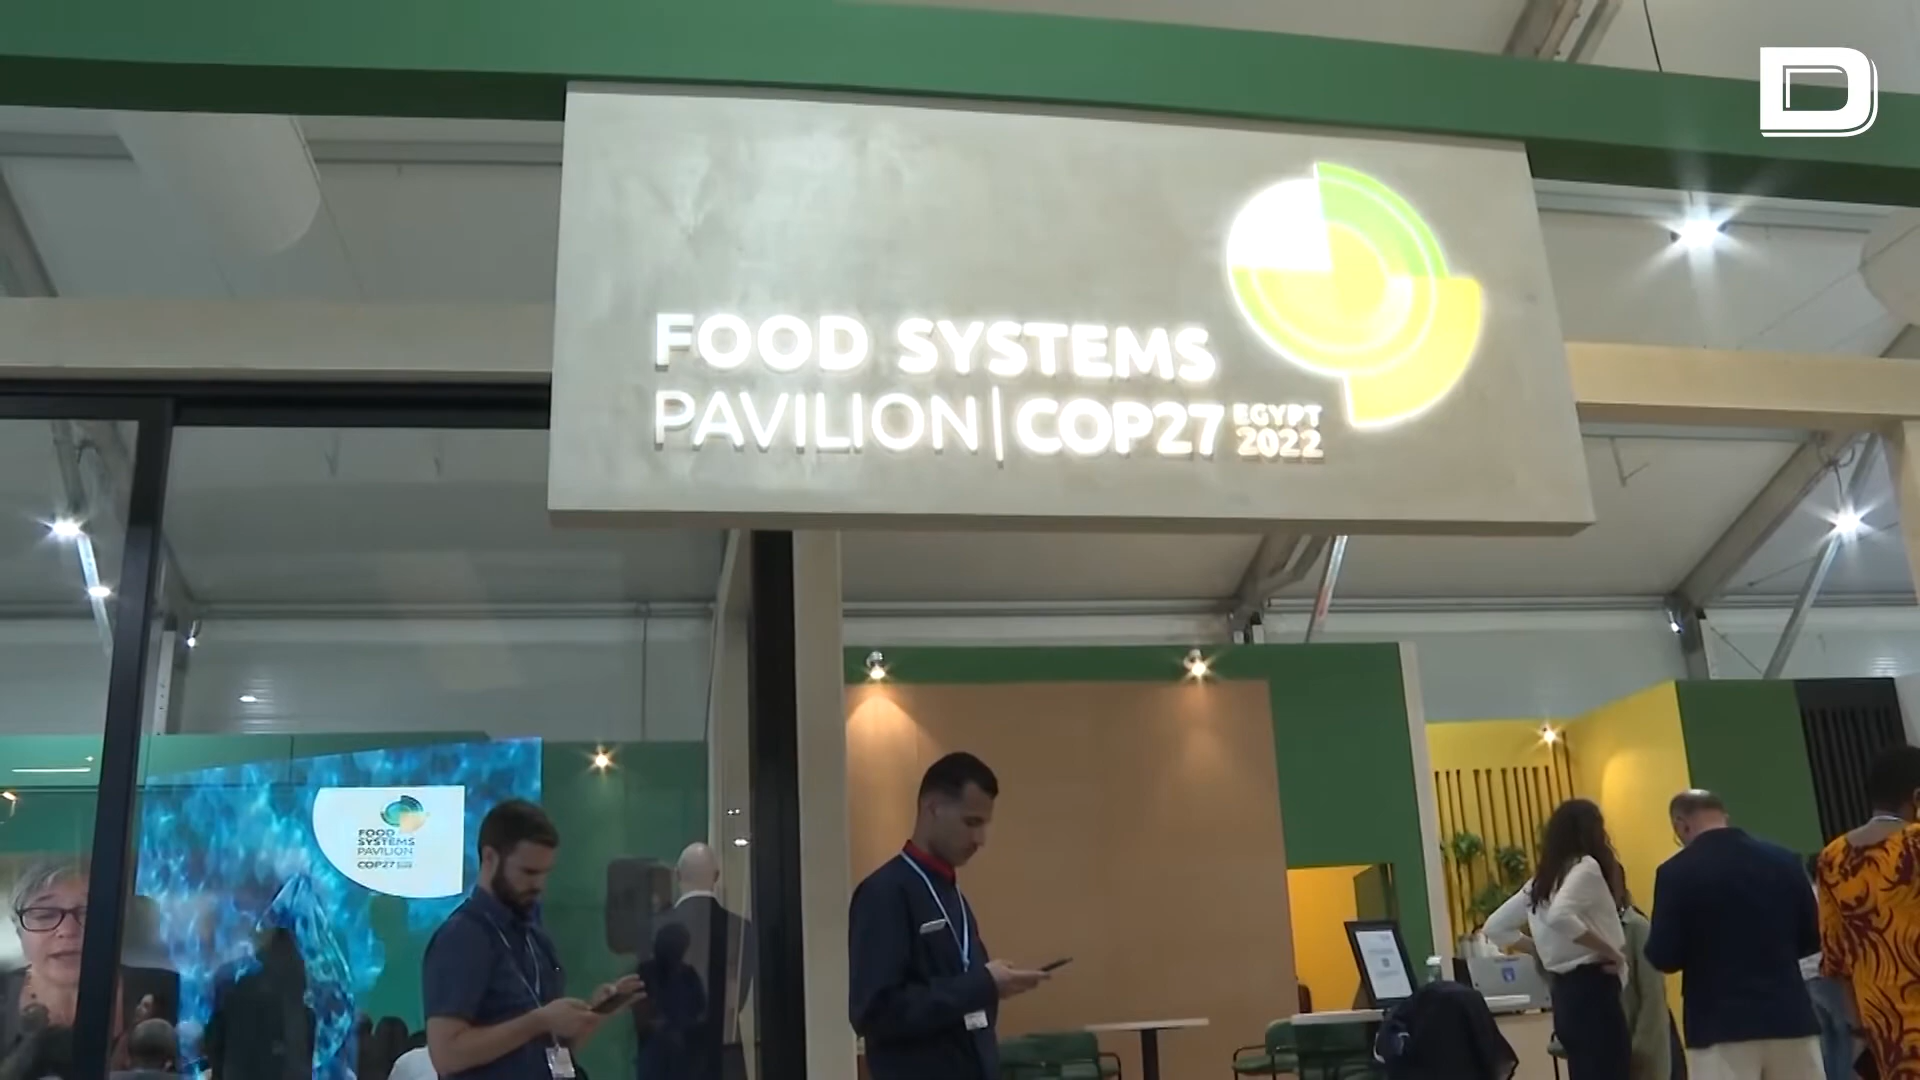 D
FOOD SYSTEMS
PAVILION | COP27 EGYPT 2022
FOOD
SYSTEMS
PAVILION
COP27